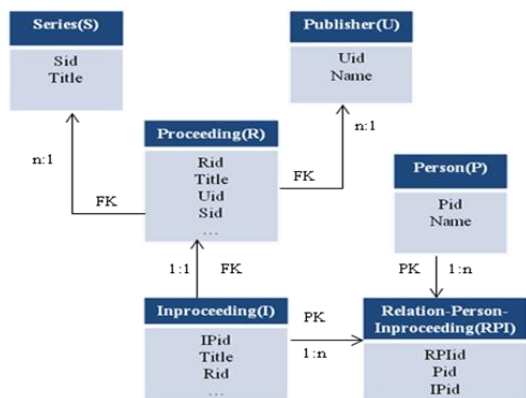 Series(S)
Sid
Title
Publisher(U)
Uid
Name
n:1
n:1
FK
FK
Proceeding(R)
Rid
Title
Uid
Sid
...
Person(P)
Pid
Name
1:1
FK
PK
1:n
Inproceeding(I)
IPid
Title
Rid
...
PK
1:n
Relation-Person-
Inproceeding(RPI)
RPIid
Pid
IPid